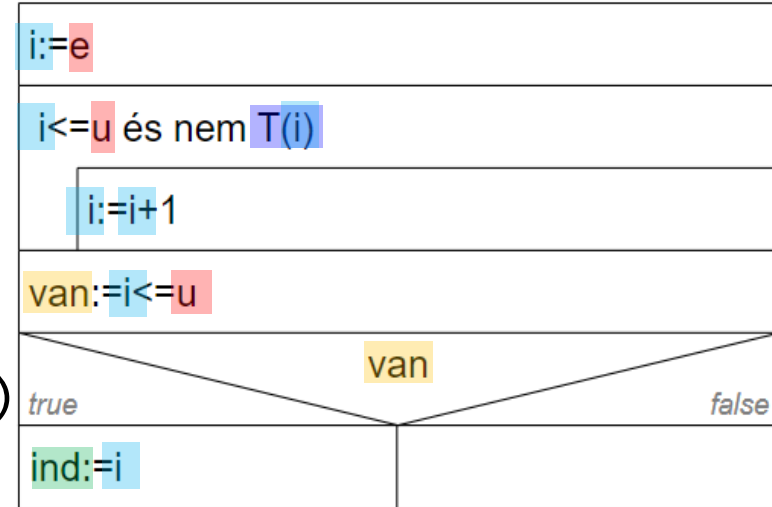 i:=e
i<=u és nem T(i)
i:=i+1
van:=i<=u
van
true
false
ind:=i